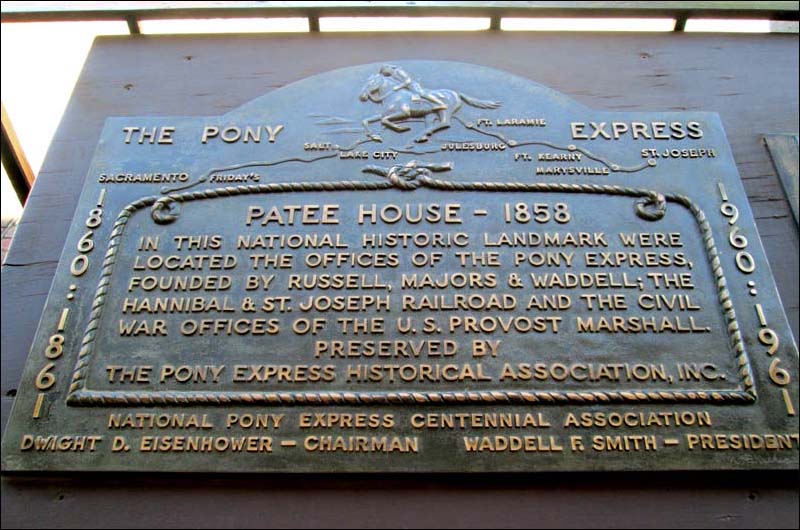 THE PONY EXPRESS
FT. LARAMIE
SALT LAKE CITY
JULESBURG
FT. KEARNY
ST. JOSEPH
MARYSVILLE
SACRAMENTO
FRIDAY'S
1860: 1861
1960: 1961
PATEE HOUSE - 1858
IN THIS NATIONAL HISTORIC LANDMARK WERE
LOCATED THE OFFICES OF THE PONY EXPRESS,
FOUNDED BY RUSSELL, MAJORS & WADDELL; THE
HANNIBAL & ST. JOSEPH RAILROAD AND THE CIVIL
WAR OFFICES OF THE U.S. PROVOST MARSHALL.
PRESERVED BY
THE PONY EXPRESS HISTORICAL ASSOCIATION, INC.
NATIONAL PONY EXPRESS CENTENNIAL ASSOCIATION
DWIGHT D. EISENHOWER - CHAIRMAN WADDELL F. SMITH - PRESIDENT